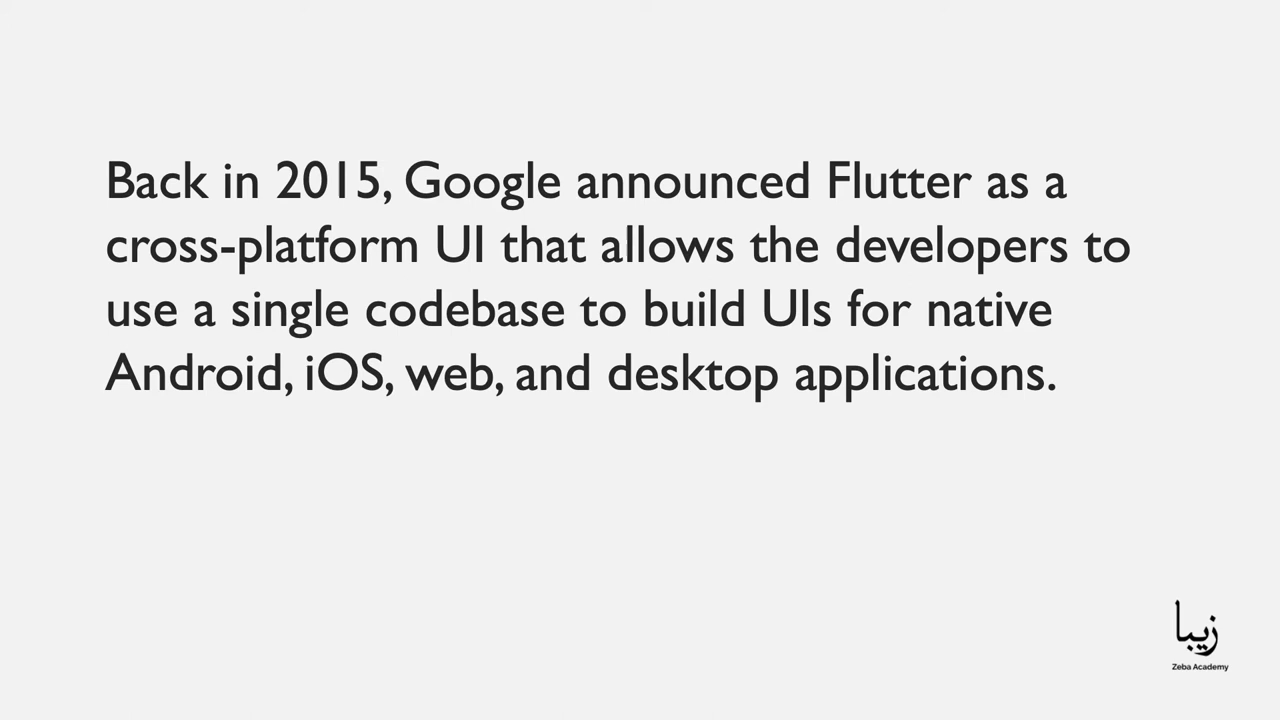 Back in 2015, Google announced Flutter as a
cross-platform UI that allows the developers to
use a single codebase to build UIs for native
Android, iOS, web, and desktop applications.
زیبا
Zeba Academy